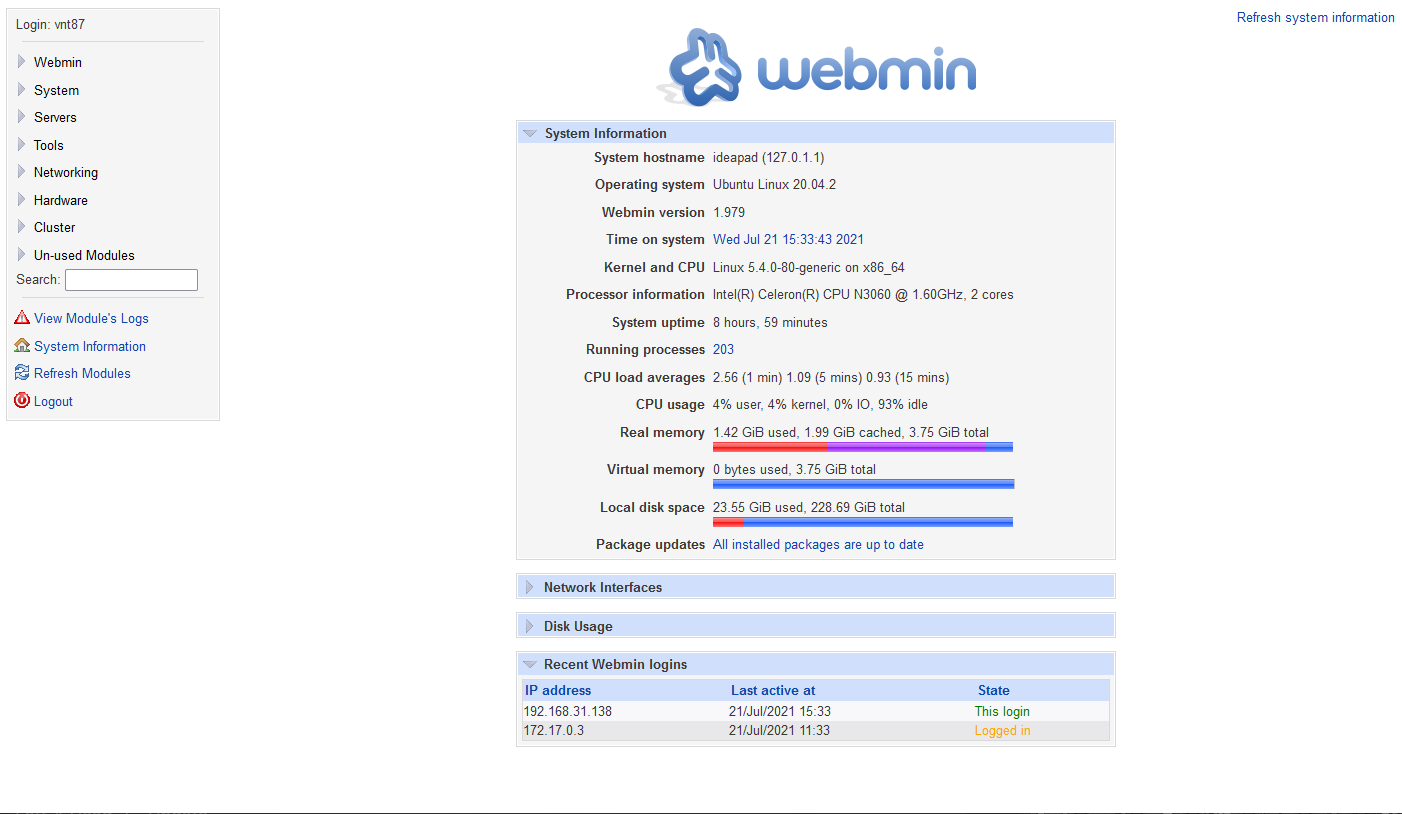 Login: vnt87
Webmin
System
Servers
Tools
Networking
Hardware
Cluster
Un-used Modules
Search:
View Module's Logs
System Information
Refresh Modules
Logout
Refresh system information
webmin
System Information
System hostname ideapad (127.0.1.1)
Operating system Ubuntu Linux 20.04.2
Webmin version 1.979
Time on system Wed Jul 21 15:33:43 2021
Kernel and CPU Linux 5.4.0-80-generic on x86_64
Processor information Intel(R) Celeron(R) CPU N3060 @ 1.60GHz, 2 cores
System uptime 8 hours, 59 minutes
Running processes 203
CPU load averages 2.56 (1 min) 1.09 (5 mins) 0.93 (15 mins)
CPU usage 4% user, 4% kernel, 0% IO, 93% idle
Real memory 1.42 GiB used, 1.99 GiB cached, 3.75 GiB total
Virtual memory 0 bytes used, 3.75 GiB total
Local disk space 23.55 GiB used, 228.69 GiB total
Package updates All installed packages are up to date
Network Interfaces
Disk Usage
Recent Webmin logins
IP address Last active at State
192.168.31.138 21/Jul/2021 15:33 This login
172.17.0.3 21/Jul/2021 11:33 Logged in